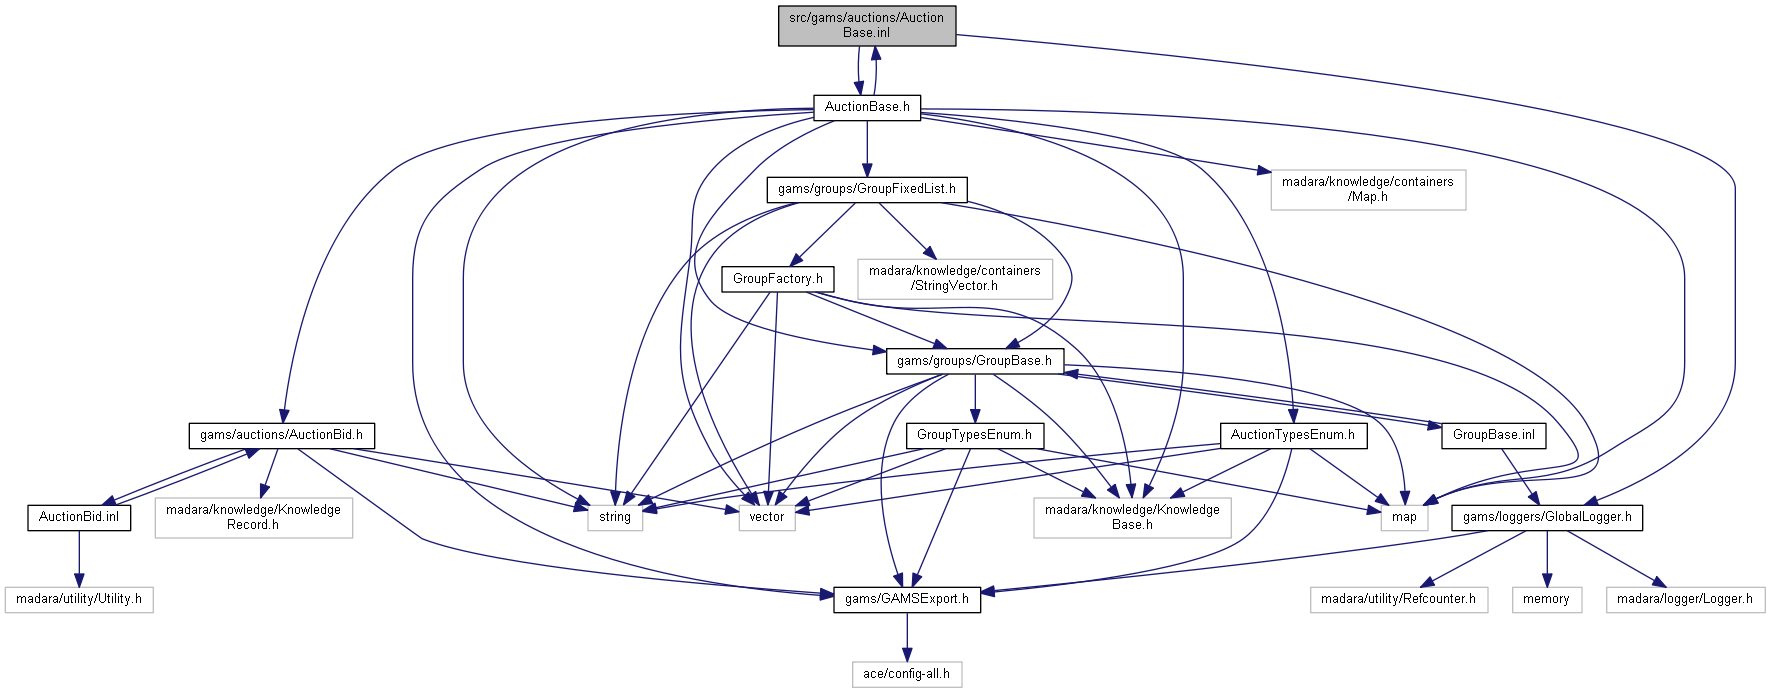 src/gams/auctions/Auction
Base.inl
AuctionBase.h
gams/groups/GroupFixedList.h
madara/knowledge/containers
/Map.h
GroupFactory.h
madara/knowledge/containers
/StringVector.h
gams/groups/GroupBase.h
gams/auctions/AuctionBid.h
GroupTypesEnum.h
AuctionTypesEnum.h
GroupBase.inl
AuctionBid.inl
madara/knowledge/Knowledge
Record.h
string
vector
madara/knowledge/Knowledge
Base.h
map
gams/loggers/GlobalLogger.h
madara/utility/Utility.h
gams/GAMSExport.h
madara/utility/Refcounter.h
memory
madara/logger/Logger.h
ace/config-all.h